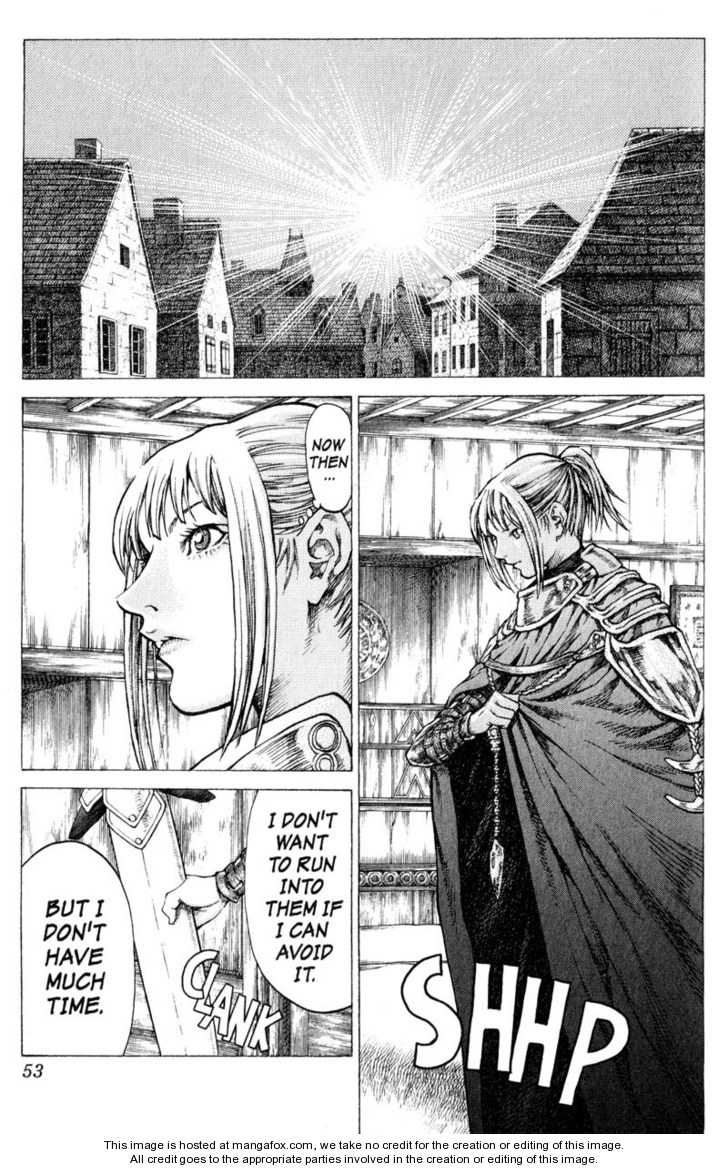 SHHP
NOW
THEN
...
I DON'T
WANT
TO RUN
INTO
THEM IF
I CAN
AVOID
IT.
CLANK
BUT I
DON'T
HAVE
MUCH
TIME.
53
This image is hosted at mangafox.com, we take no credit for the creation or editing of this image.
All credit goes to the appropriate parties involved in the creation or editing of this image.